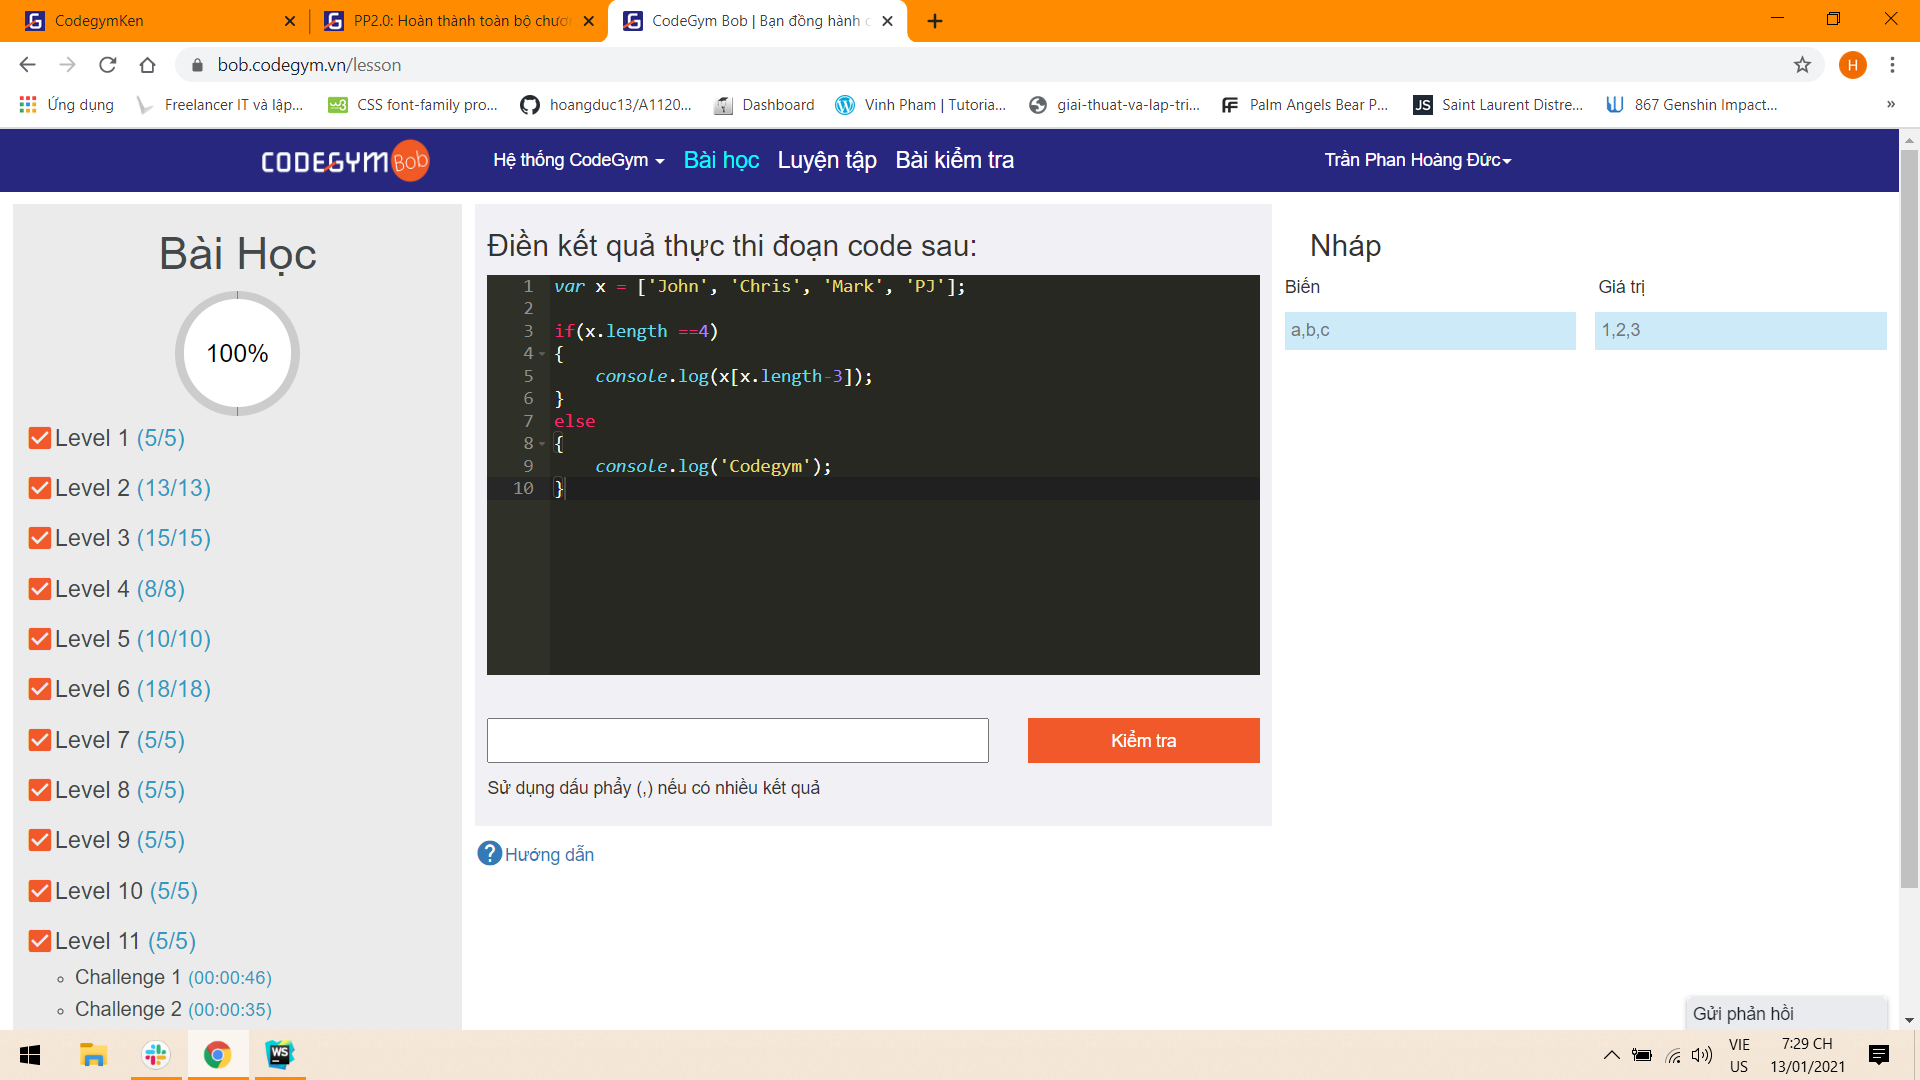 CodegymKen
PP2.0: Hoàn thành toàn bộ chươ
CodeGym Bob | Bạn đồng hành c
bob.codegym.vn/lesson
H
Ứng dụng
Freelancer IT và lập...
CSS font-family pro...
hoangduc13/A1120...
Dashboard
Vinh Pham | Tutoria...
giai-thuat-va-lap-tri...
Palm Angels Bear P...
JS
Saint Laurent Distre...
867 Genshin Impact...
»
CODEGYM Bob
Hệ thống CodeGym
Bài học
Luyện tập
Bài kiểm tra
Trần Phan Hoàng Đức
Bài Học
100%
Level 1 (5/5)
Level 2 (13/13)
Level 3 (15/15)
Level 4 (8/8)
Level 5 (10/10)
Level 6 (18/18)
Level 7 (5/5)
Level 8 (5/5)
Level 9 (5/5)
Level 10 (5/5)
Level 11 (5/5)
Challenge 1 (00:00:46)
Challenge 2 (00:00:35)
Điền kết quả thực thi đoạn code sau:
1 var x = ['John', 'Chris', 'Mark', 'PJ'];
2
3 if(x.length ==4)
4 {
5 console.log(x[x.length-3]);
6 }
7 else
8 {
9 console.log('Codegym');
10 }
Kiểm tra
Sử dụng dấu phẩy (,) nếu có nhiều kết quả
? Hướng dẫn
Nháp
Biến
Giá trị
a,b,c
1,2,3
Gửi phản hồi
WS
VIE
US
7:29 CH
13/01/2021